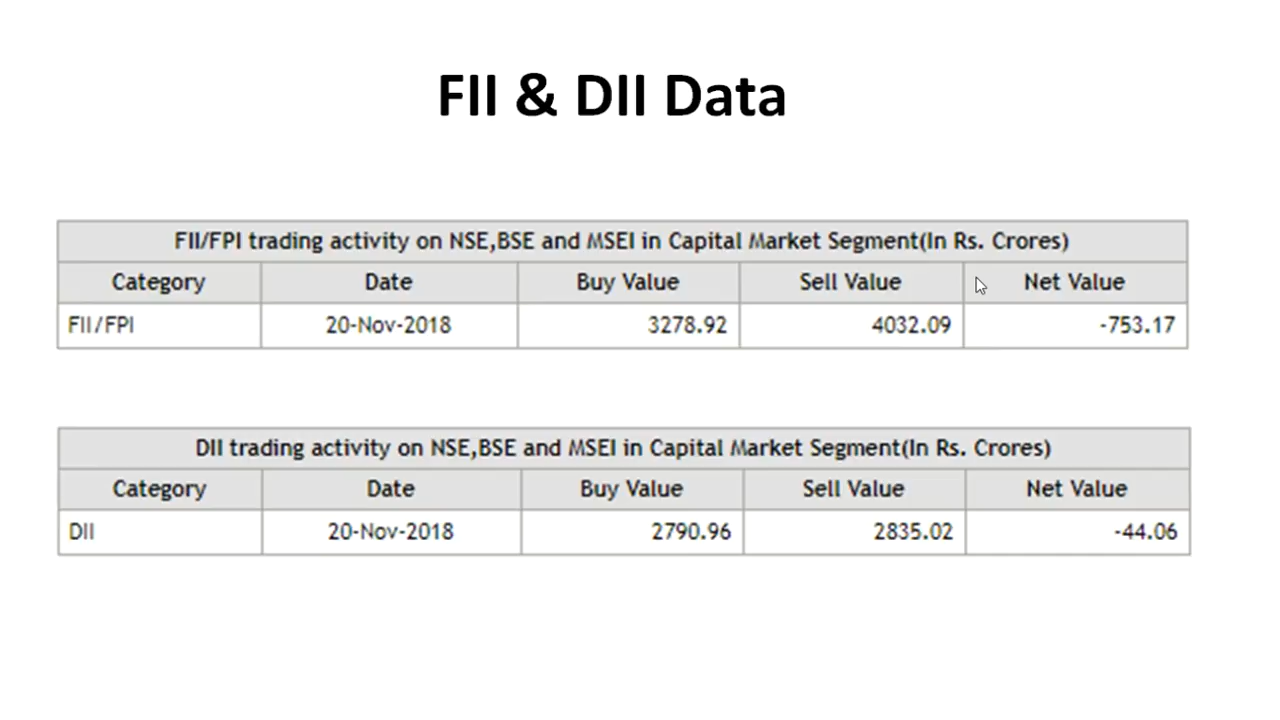 FII & DII Data
FII/FPI trading activity on NSE,BSE and MSEI in Capital Market Segment(In Rs. Crores)
Category Date Buy Value Sell Value Net Value
FII/FPI 20-Nov-2018 3278.92 4032.09 -753.17
DII trading activity on NSE,BSE and MSEI in Capital Market Segment(In Rs. Crores)
Category Date Buy Value Sell Value Net Value
DII 20-Nov-2018 2790.96 2835.02 -44.06